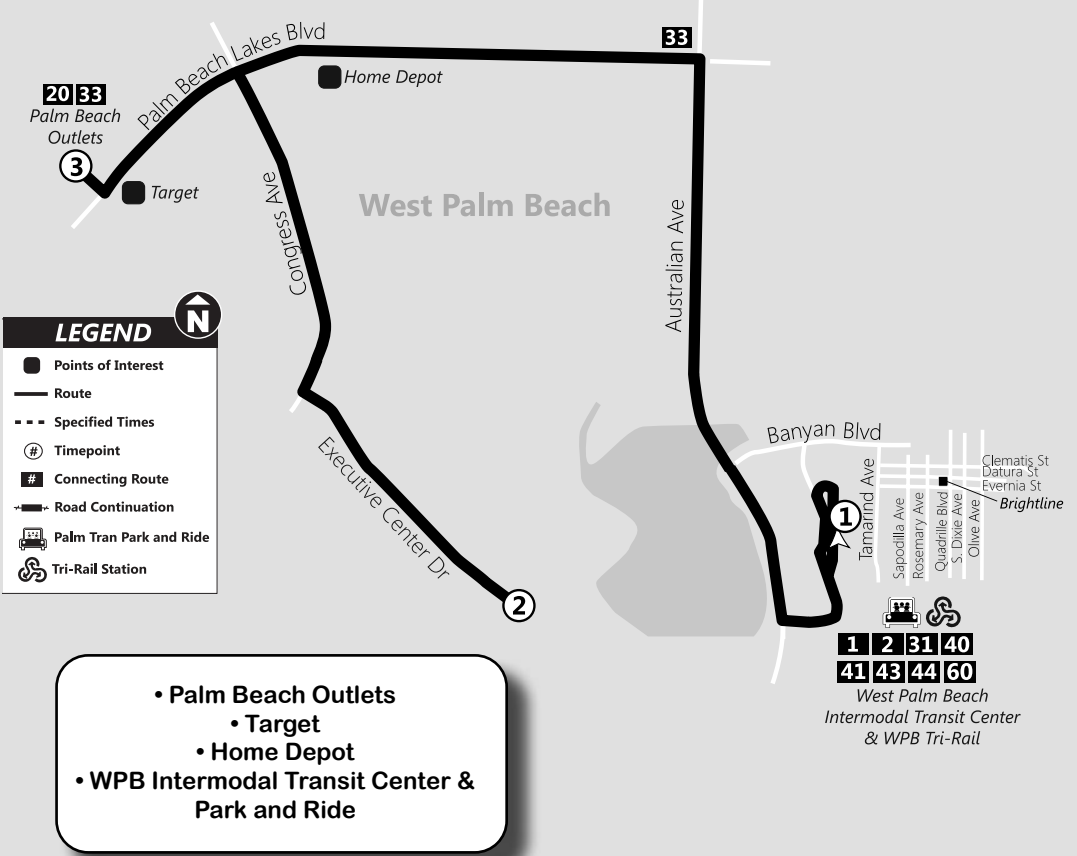 Palm Beach Lakes Blvd
33
Home Depot
20 33
Palm Beach
Outlets
3
Target
West Palm Beach
Congress Ave
Australian Ave
N
LEGEND
Points of Interest
Route
Specified Times
# Timepoint
# Connecting Route
Road Continuation
Palm Tran Park and Ride
Tri-Rail Station
Executive Center Dr
2
Banyan Blvd
1
Tamarind Ave
Sapodilla Ave
Rosemary Ave
Quadrille Blvd
S. Dixie Ave
Olive Ave
Clematis St
Datura St
Evernia St
Brightline
1 2 31 40
41 43 44 60
West Palm Beach
Intermodal Transit Center
& WPB Tri-Rail
• Palm Beach Outlets
• Target
• Home Depot
• WPB Intermodal Transit Center &
Park and Ride